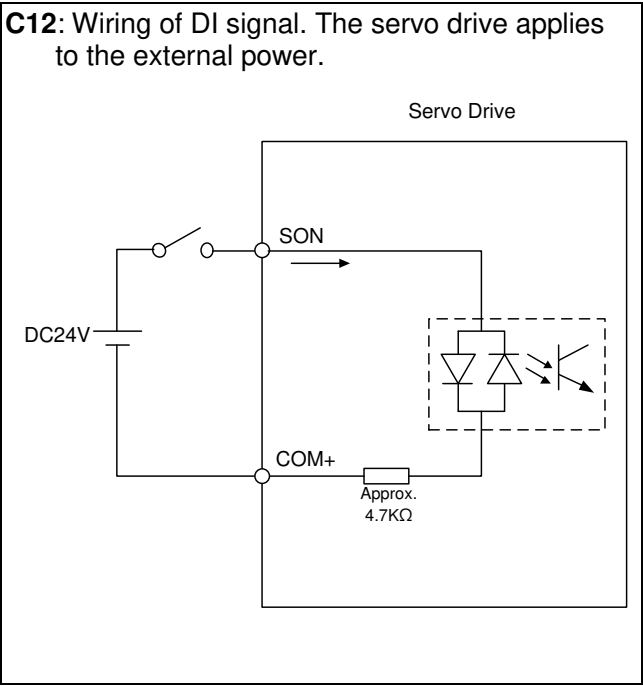 C12: Wiring of DI signal. The servo drive applies
to the external power.
Servo Drive
SON
DC24V
COM+
Approx.
4.7KΩ